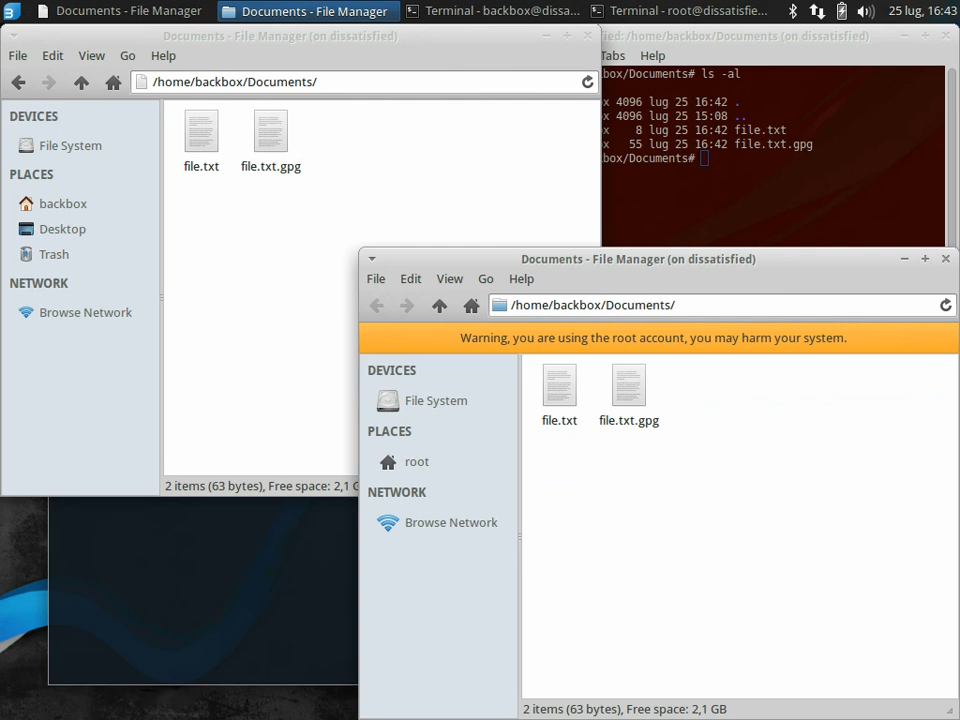 Documents - File Manager
Documents - File Manager
Terminal - backbox@dissa...
Terminal - root@dissatisfie...
25 lug, 16:43
Documents - File Manager (on dissatisfied)
File Edit View Go Help
/home/backbox/Documents/
DEVICES
File System
PLACES
backbox
Desktop
Trash
NETWORK
Browse Network
file.txt
file.txt.gpg
2 items (63 bytes), Free space: 2,1 G
fied: /home/backbox/Documents (on dissatisfied)
Tabs Help
box/Documents# ls -al
x 4096 lug 25 16:42 .
x 4096 lug 25 15:08 ..
x 8 lug 25 16:42 file.txt
x 55 lug 25 16:42 file.txt.gpg
box/Documents#
Documents - File Manager (on dissatisfied)
File Edit View Go Help
/home/backbox/Documents/
Warning, you are using the root account, you may harm your system.
DEVICES
File System
PLACES
root
NETWORK
Browse Network
file.txt
file.txt.gpg
2 items (63 bytes), Free space: 2,1 GB